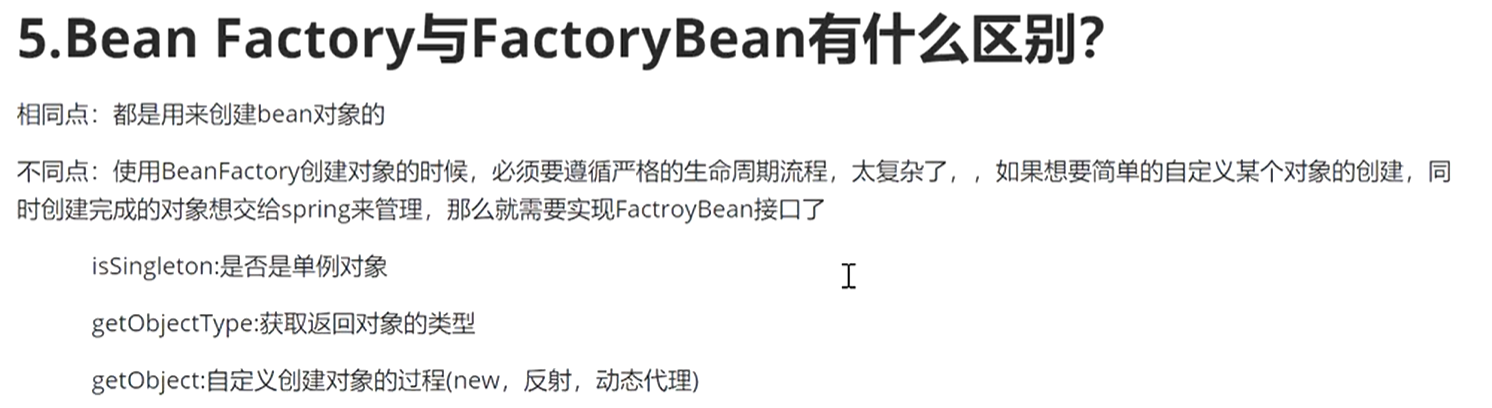 5.Bean Factory与FactoryBean有什么区别?
相同点：都是用来创建bean对象的
不同点：使用BeanFactory创建对象的时候，必须要遵循严格的生命周期流程，太复杂了，，如果想要简单的自定义某个对象的创建，同
时创建完成的对象想交给spring来管理，那么就需要实现FactroyBean接口了
isSingleton:是否是单例对象
getObjectType:获取返回对象的类型
getObject:自定义创建对象的过程(new，反射，动态代理)